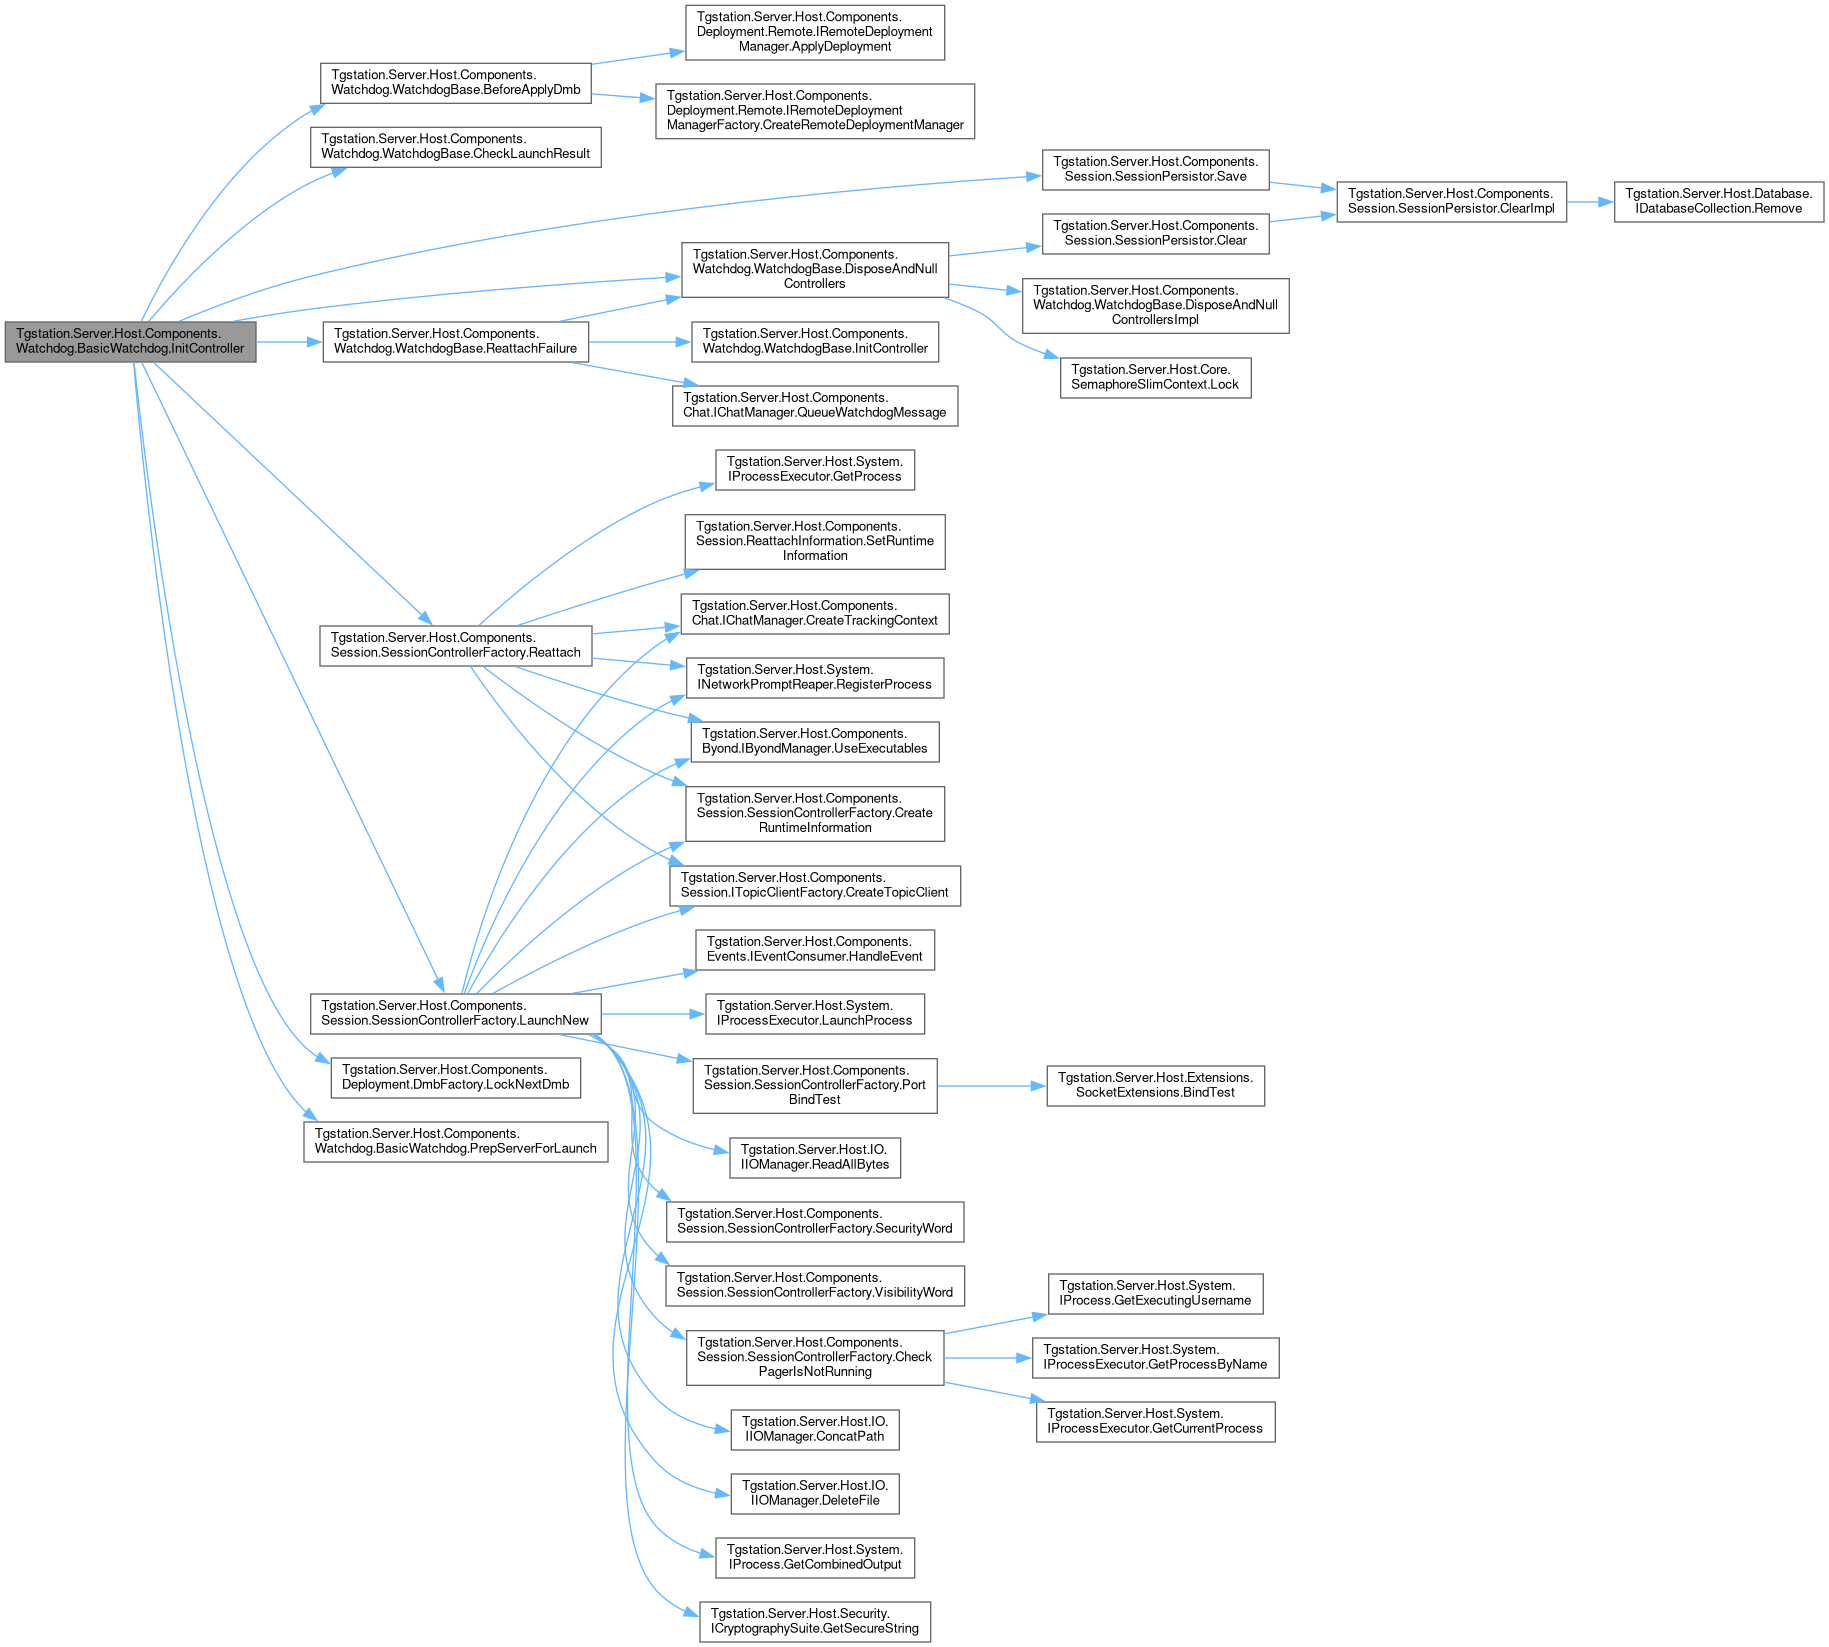 Tgstation.Server.Host.Components.
Watchdog.BasicWatchdog.InitController
Tgstation.Server.Host.Components.
Watchdog.WatchdogBase.BeforeApplyDmb
Tgstation.Server.Host.Components.
Deployment.Remote.IRemoteDeployment
Manager.ApplyDeployment
Tgstation.Server.Host.Components.
Deployment.Remote.IRemoteDeployment
ManagerFactory.CreateRemoteDeploymentManager
Tgstation.Server.Host.Components.
Watchdog.WatchdogBase.CheckLaunchResult
Tgstation.Server.Host.Components.
Session.SessionPersistor.Save
Tgstation.Server.Host.Components.
Session.SessionPersistor.ClearImpl
Tgstation.Server.Host.Database.
IDatabaseCollection.Remove
Tgstation.Server.Host.Components.
Watchdog.WatchdogBase.DisposeAndNull
Controllers
Tgstation.Server.Host.Components.
Session.SessionPersistor.Clear
Tgstation.Server.Host.Components.
Watchdog.WatchdogBase.DisposeAndNull
ControllersImpl
Tgstation.Server.Host.Core.
SemaphoreSlimContext.Lock
Tgstation.Server.Host.Components.
Watchdog.WatchdogBase.ReattachFailure
Tgstation.Server.Host.Components.
Watchdog.WatchdogBase.InitController
Tgstation.Server.Host.Components.
Chat.IChatManager.QueueWatchdogMessage
Tgstation.Server.Host.Components.
Session.SessionControllerFactory.Reattach
Tgstation.Server.Host.System.
IProcessExecutor.GetProcess
Tgstation.Server.Host.Components.
Session.ReattachInformation.SetRuntime
Information
Tgstation.Server.Host.Components.
Chat.IChatManager.CreateTrackingContext
Tgstation.Server.Host.System.
INetworkPromptReaper.RegisterProcess
Tgstation.Server.Host.Components.
Byond.IByondManager.UseExecutables
Tgstation.Server.Host.Components.
Session.SessionControllerFactory.Create
RuntimeInformation
Tgstation.Server.Host.Components.
Session.ITopicClientFactory.CreateTopicClient
Tgstation.Server.Host.Components.
Session.SessionControllerFactory.LaunchNew
Tgstation.Server.Host.Components.
Events.IEventConsumer.HandleEvent
Tgstation.Server.Host.System.
IProcessExecutor.LaunchProcess
Tgstation.Server.Host.Components.
Session.SessionControllerFactory.Port
BindTest
Tgstation.Server.Host.Extensions.
SocketExtensions.BindTest
Tgstation.Server.Host.IO.
IIOManager.ReadAllBytes
Tgstation.Server.Host.Components.
Session.SessionControllerFactory.SecurityWord
Tgstation.Server.Host.Components.
Session.SessionControllerFactory.VisibilityWord
Tgstation.Server.Host.Components.
Session.SessionControllerFactory.Check
PagerIsNotRunning
Tgstation.Server.Host.System.
IProcess.GetExecutingUsername
Tgstation.Server.Host.System.
IProcessExecutor.GetProcessByName
Tgstation.Server.Host.System.
IProcessExecutor.GetCurrentProcess
Tgstation.Server.Host.IO.
IIOManager.ConcatPath
Tgstation.Server.Host.IO.
IIOManager.DeleteFile
Tgstation.Server.Host.System.
IProcess.GetCombinedOutput
Tgstation.Server.Host.Security.
ICryptographySuite.GetSecureString
Tgstation.Server.Host.Components.
Deployment.DmbFactory.LockNextDmb
Tgstation.Server.Host.Components.
Watchdog.BasicWatchdog.PrepServerForLaunch